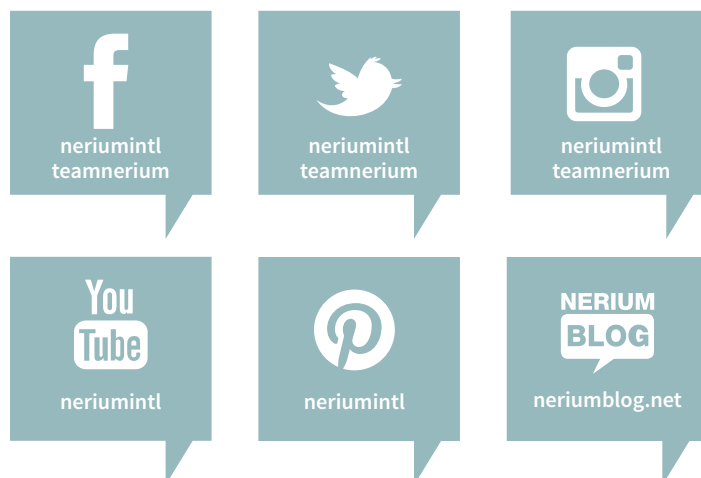 neriumintl
teamnerium
neriumintl
teamnerium
neriumintl
teamnerium
You
Tube
neriumintl
neriumintl
NERIUM
BLOG
neriumblog.net